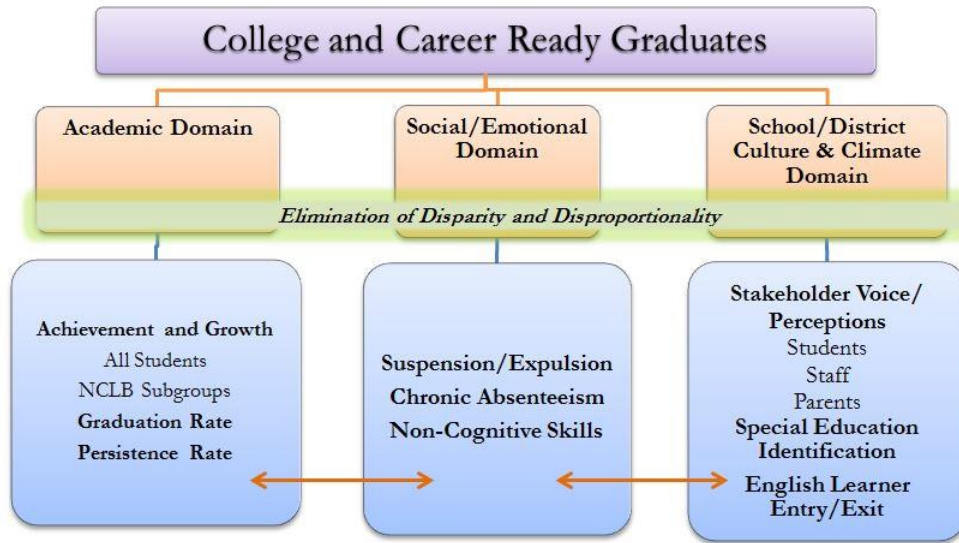 College and Career Ready Graduates
Academic Domain
Social/Emotional
Domain
School/District
Culture & Climate
Domain
Elimination of Disparity and Disproportionality
Achievement and Growth
All Students
NCLB Subgroups
Graduation Rate
Persistence Rate
Suspension/Expulsion
Chronic Absenteeism
Non-Cognitive Skills
Stakeholder Voice/
Perceptions
Students
Staff
Parents
Special Education
Identification
English Learner
Entry/Exit